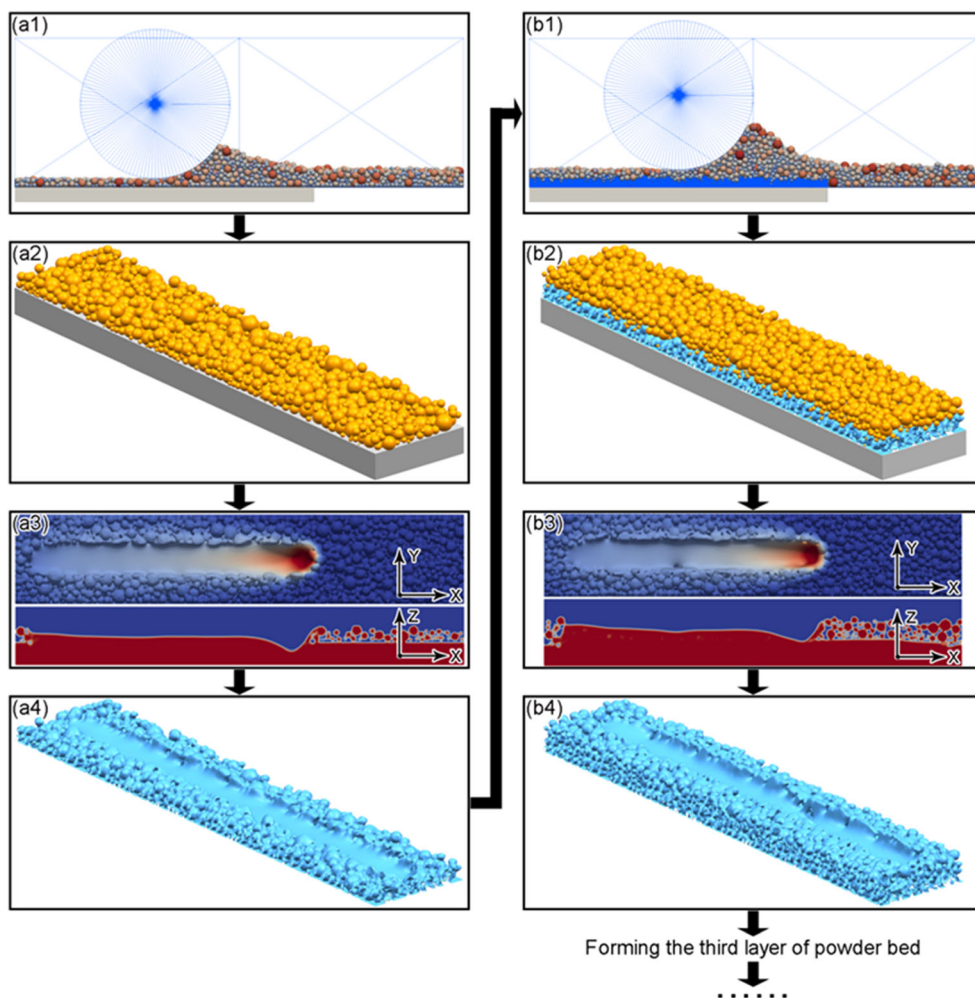 (a1)
(b1)
(a2)
(b2)
(a3)
Y
X
Z
X
(b3)
Y
X
Z
X
(a4)
(b4)
Forming the third layer of powder bed
......